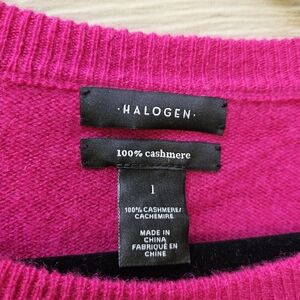 ·HALOGEN·
100% cashmere
1
100% CASHMERE/
CACHEMIRE
MADE IN
CHINA
FABRIQUÉ EN
CHINE